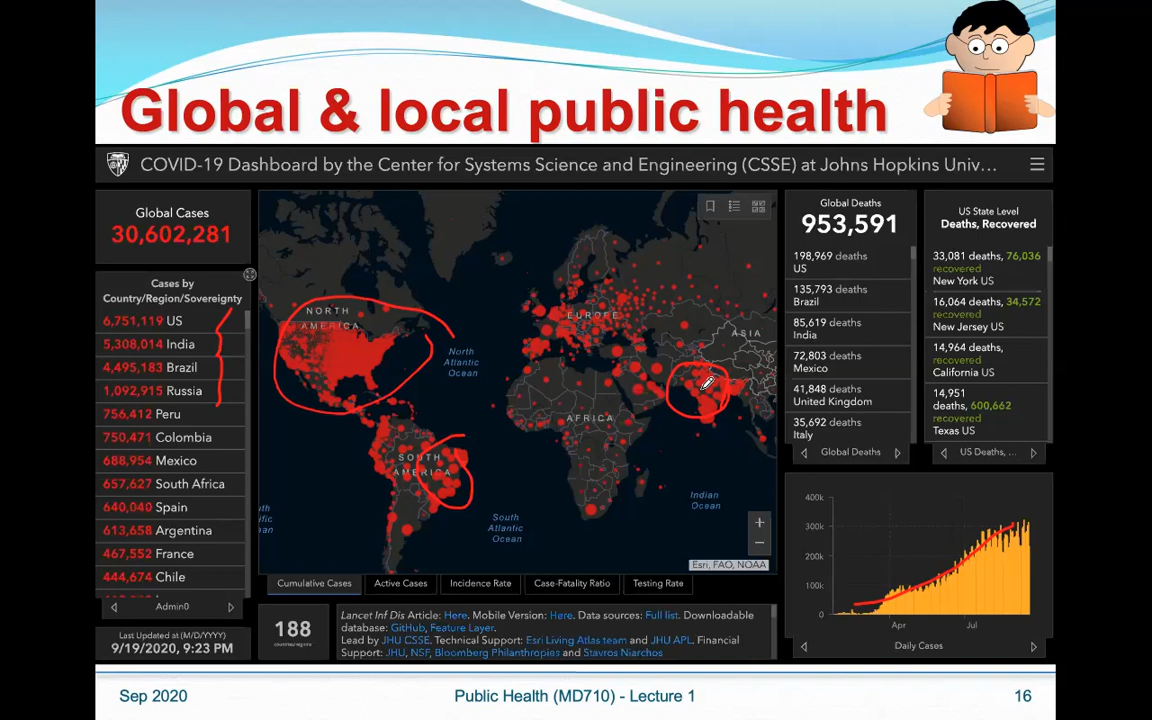 Global & local public health
COVID-19 Dashboard by the Center for Systems Science and Engineering (CSSE) at Johns Hopkins Univ…
Global Cases
30,602,281
Cases by
Country/Region/Sovereignty
6,751,119 US
5,308,014 India
4,495,183 Brazil
1,092,915 Russia
756,412 Peru
750,471 Colombia
688,954 Mexico
657,627 South Africa
640,040 Spain
613,658 Argentina
467,552 France
444,674 Chile
Admin0
Last Updated at (M/D/YYYY)
9/19/2020, 9:23 PM
NORTH
AMERICA
North
Atlantic
Ocean
EUROPE
ASIA
AFRICA
SOUTH
AMERICA
South
Atlantic
Ocean
Indian
Ocean
Esri, FAO, NOAA
Cumulative Cases
Active Cases
Incidence Rate
Case-Fatality Ratio
Testing Rate
188
Lancet Inf Dis Article: Here. Mobile Version: Here. Data sources: Full list. Downloadable
database: GitHub, Feature Layer.
Lead by JHU CSSE. Technical Support: Esri Living Atlas team and JHU APL. Financial
Support: JHU, NSF, Bloomberg Philanthropies and Stavros Niarchos
Global Deaths
953,591
198,969 deaths
US
135,793 deaths
Brazil
85,619 deaths
India
72,803 deaths
Mexico
41,848 deaths
United Kingdom
35,692 deaths
Italy
Global Deaths
US State Level
Deaths, Recovered
33,081 deaths, 76,036
recovered
New York US
16,064 deaths, 34,572
recovered
New Jersey US
14,964 deaths,
recovered
California US
14,951
deaths, 600,662
recovered
Texas US
US Deaths, ...
400k
300k
200k
100k
0
Apr
Jul
Daily Cases
Sep 2020
Public Health (MD710) - Lecture 1
16